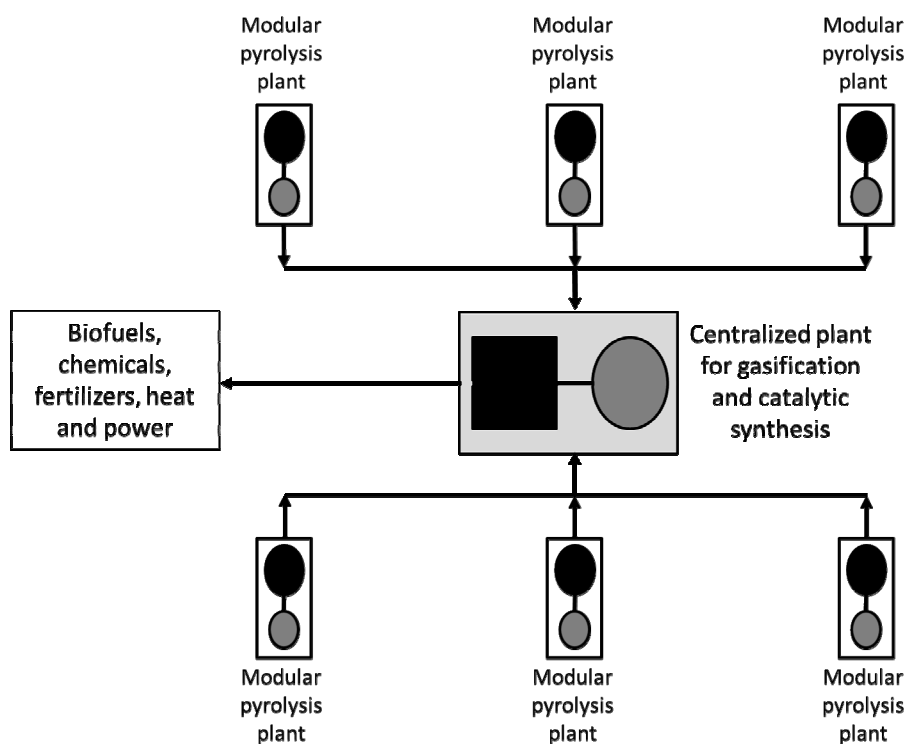 Modular
pyrolysis
plant
Modular
pyrolysis
plant
Modular
pyrolysis
plant
Biofuels,
chemicals,
fertilizers, heat
and power
Centralized plant
for gasification
and catalytic
synthesis
Modular
pyrolysis
plant
Modular
pyrolysis
plant
Modular
pyrolysis
plant